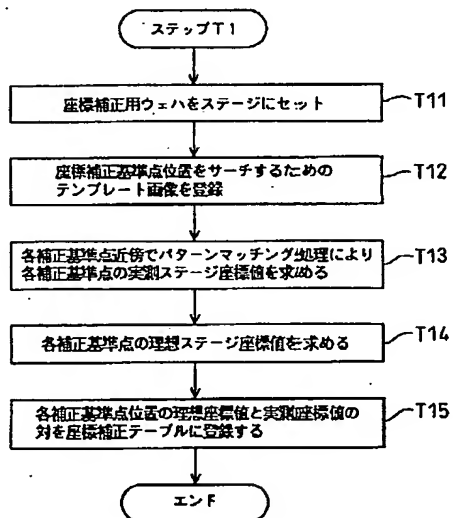 ステップT1
座標補正用ウェハをステージにセット
T11
座標補正基準点位置をサーチするための
テンプレート画像を登録
T12
各補正基準点近傍でパターンマッチング処理により
各補正基準点の実測ステージ座標値を求める
T13
各補正基準点の理想ステージ座標値を求める
T14
各補正基準点位置の理想座標値と実測座標値の
対を座標補正テーブルに登録する
T15
エンド